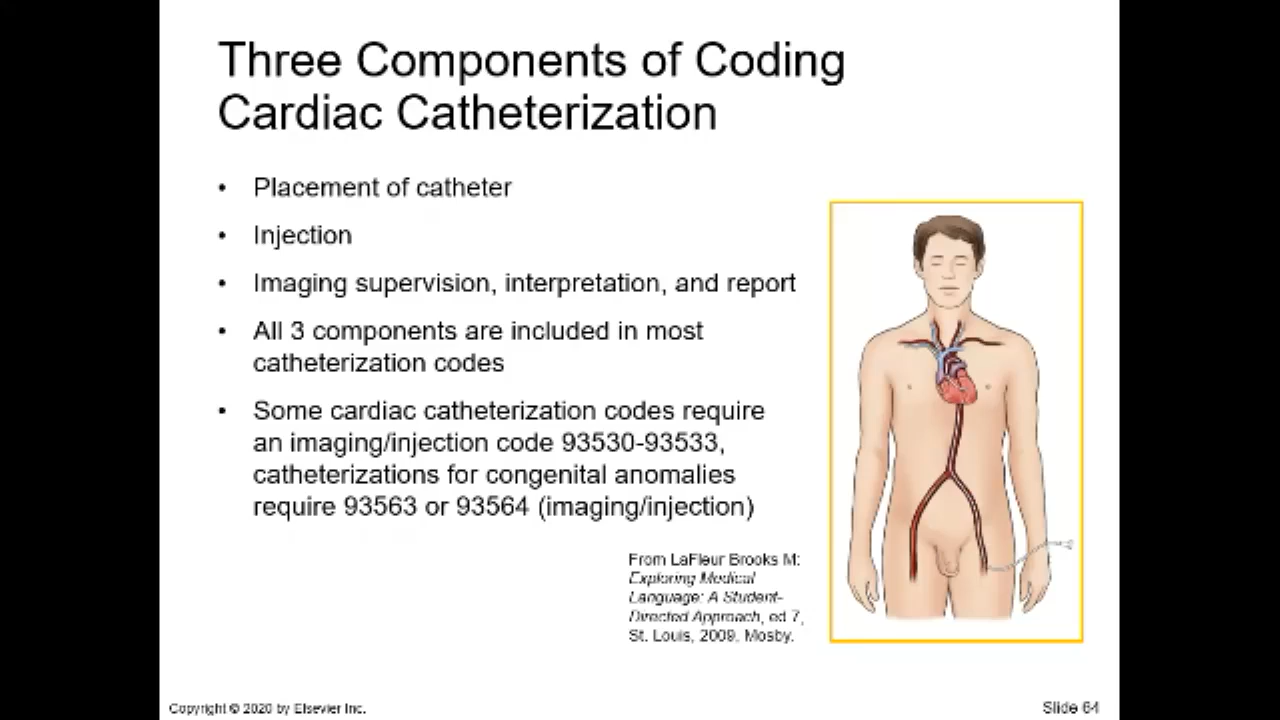 Three Components of Coding
Cardiac Catheterization
• Placement of catheter
• Injection
• Imaging supervision, interpretation, and report
• All 3 components are included in most
catheterization codes
• Some cardiac catheterization codes require
an imaging/injection code 93530-93533,
catheterizations for congenital anomalies
require 93563 or 93564 (imaging/injection)
From LaFleur Brooks M:
Exploring Medical
Language: A Student-
Directed Approach, ed 7,
St. Louis, 2009, Mosby.
Copyright © 2020 by Elsevier Inc.
Slide 64